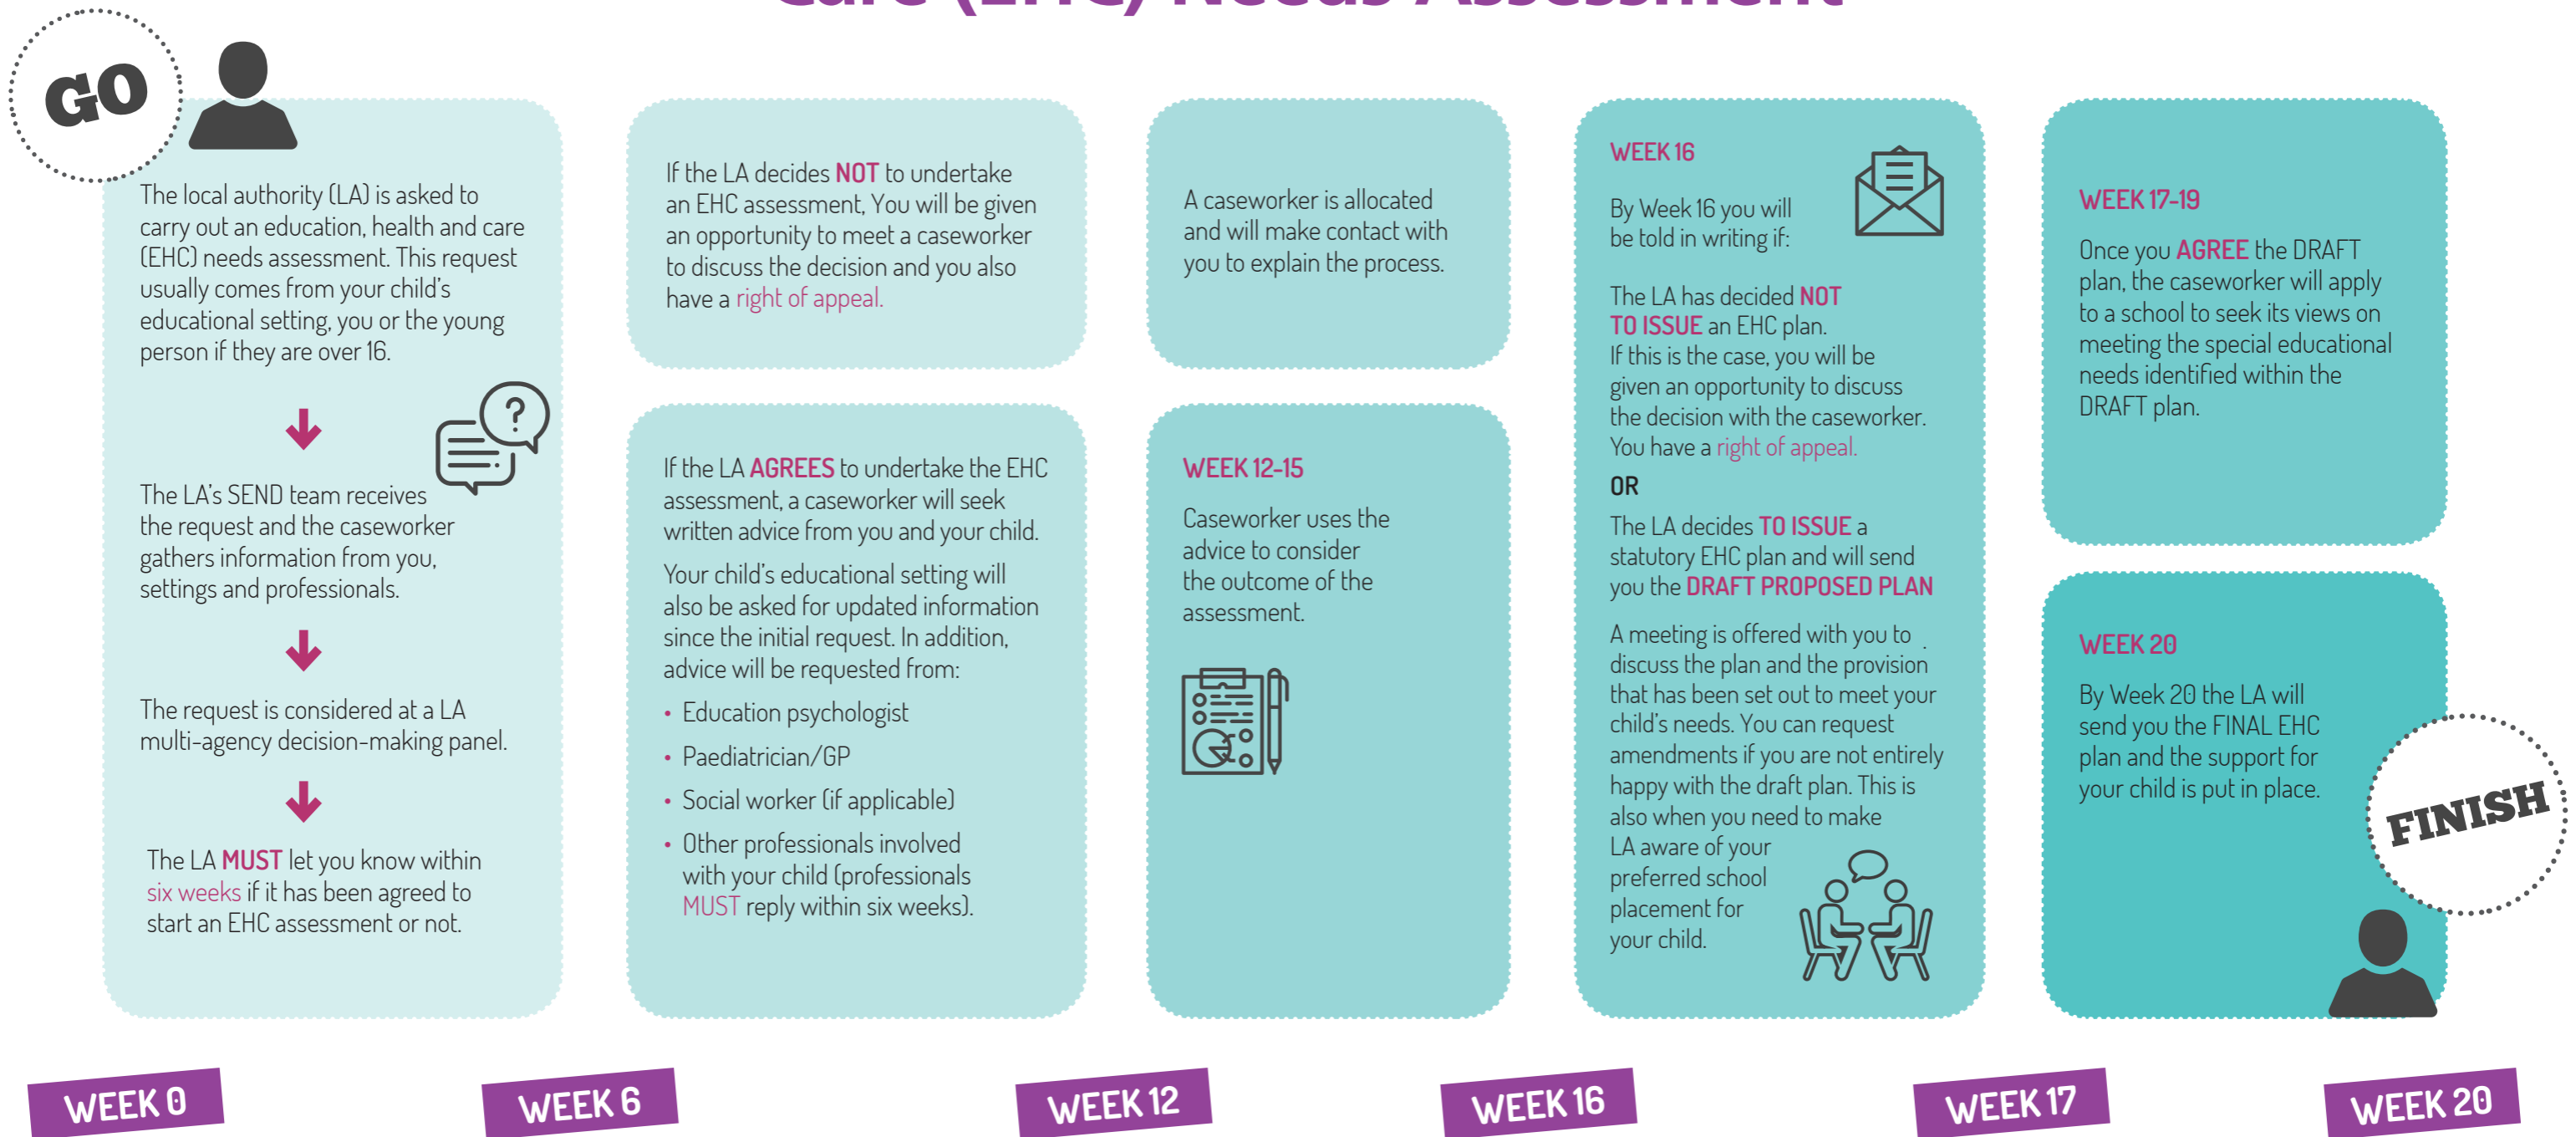 Care (EHC) Needs Assessment
GO
The local authority (LA) is asked to
carry out an education, health and care
(EHC) needs assessment. This request
usually comes from your child's
educational setting, you or the young
person if they are over 16.
?
The LA's SEND team receives
the request and the caseworker
gathers information from you,
settings and professionals.
The request is considered at a LA
multi-agency decision-making panel.
The LA MUST let you know within
six weeks if it has been agreed to
start an EHC assessment or not.
If the LA decides NOT to undertake
an EHC assessment, You will be given
an opportunity to meet a caseworker
to discuss the decision and you also
have a right of appeal.
If the LA AGREES to undertake the EHC
assessment, a caseworker will seek
written advice from you and your child.
Your child's educational setting will
also be asked for updated information
since the initial request. In addition,
advice will be requested from:
• Education psychologist
• Paediatrician/GP
• Social worker (if applicable)
• Other professionals involved
with your child (professionals
MUST reply within six weeks).
A caseworker is allocated
and will make contact with
you to explain the process.
WEEK 12-15
Caseworker uses the
advice to consider
the outcome of the
assessment.
WEEK 16
By Week 16 you will
be told in writing if:
The LA has decided NOT
TO ISSUE an EHC plan.
If this is the case, you will be
given an opportunity to discuss
the decision with the caseworker.
You have a right of appeal.
OR
The LA decides TO ISSUE a
statutory EHC plan and will send
you the DRAFT PROPOSED PLAN
A meeting is offered with you to .
discuss the plan and the provision
that has been set out to meet your
child's needs. You can request
amendments if you are not entirely
happy with the draft plan. This is
also when you need to make
LA aware of your
preferred school
placement for
your child.
WEEK 17-19
Once you AGREE the DRAFT
plan, the caseworker will apply
to a school to seek its views on
meeting the special educational
needs identified within the
DRAFT plan.
WEEK 20
By Week 20 the LA will
send you the FINAL EHC
plan and the support for
your child is put in place.
FINISH
WEEK 0
WEEK 6
WEEK 12
WEEK 16
WEEK 17
WEEK 20